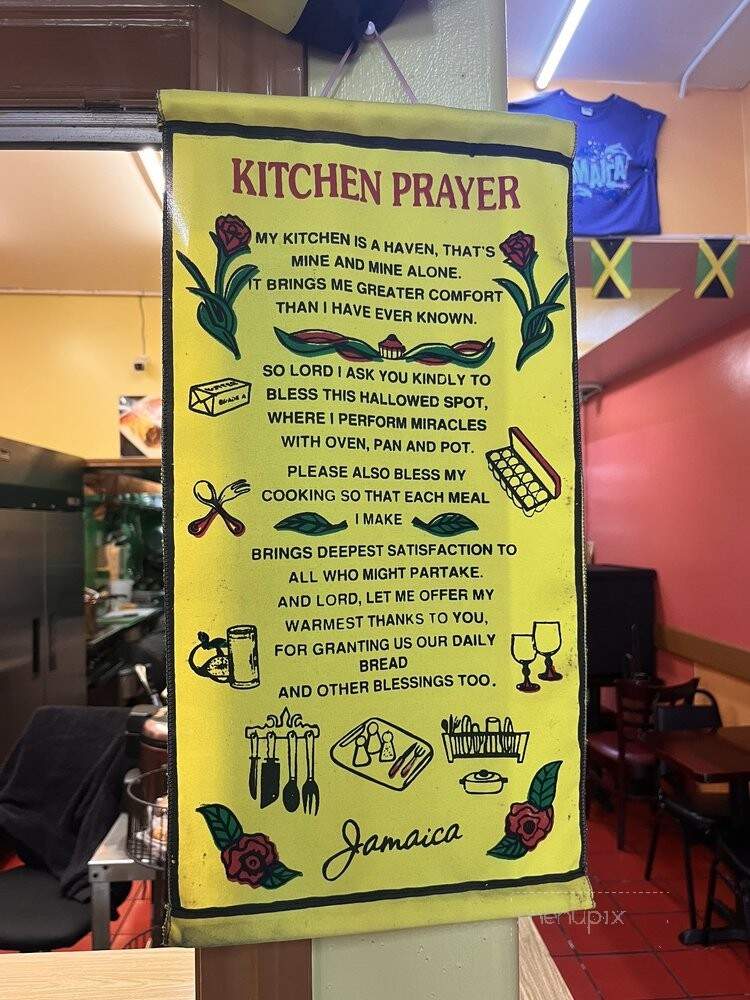 KITCHEN PRAYER
MY KITCHEN IS A HAVEN, THAT'S
MINE AND MINE ALONE.
IT BRINGS ME GREATER COMFORT
THAN I HAVE EVER KNOWN.
SO LORD I ASK YOU KINDLY TO
BLESS THIS HALLOWED SPOT,
WHERE I PERFORM MIRACLES
WITH OVEN, PAN AND POT.
PLEASE ALSO BLESS MY
COOKING SO THAT EACH MEAL
I MAKE
BRINGS DEEPEST SATISFACTION TO
ALL WHO MIGHT PARTAKE.
AND LORD, LET ME OFFER MY
WARMEST THANKS TO YOU,
FOR GRANTING US OUR DAILY
BREAD
AND OTHER BLESSINGS TOO.
Jamaica
menupix